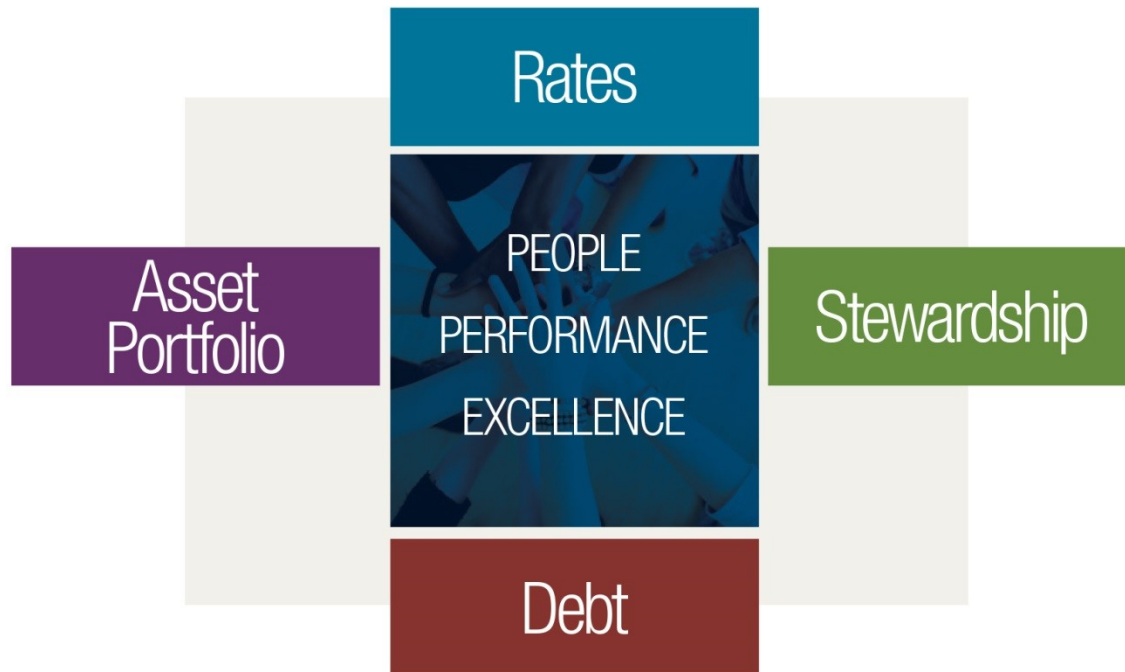 Rates
PEOPLE
PERFORMANCE
EXCELLENCE
Asset
Portfolio
Stewardship
Debt